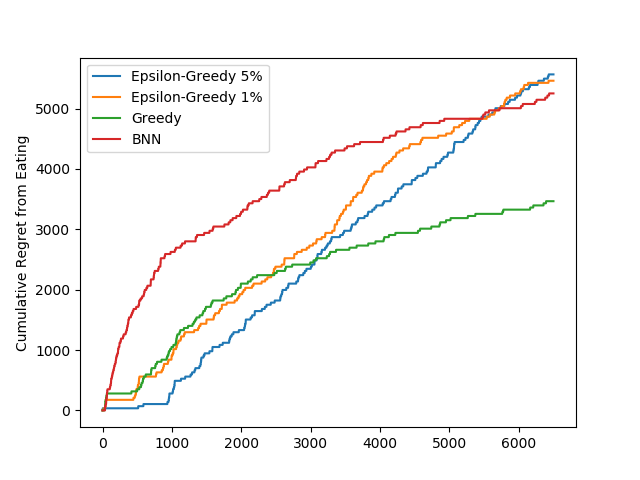 Epsilon-Greedy 5%
Epsilon-Greedy 1%
Greedy
BNN
Cumulative Regret from Eating
5000
4000
3000
2000
1000
0
0 1000 2000 3000 4000 5000 6000